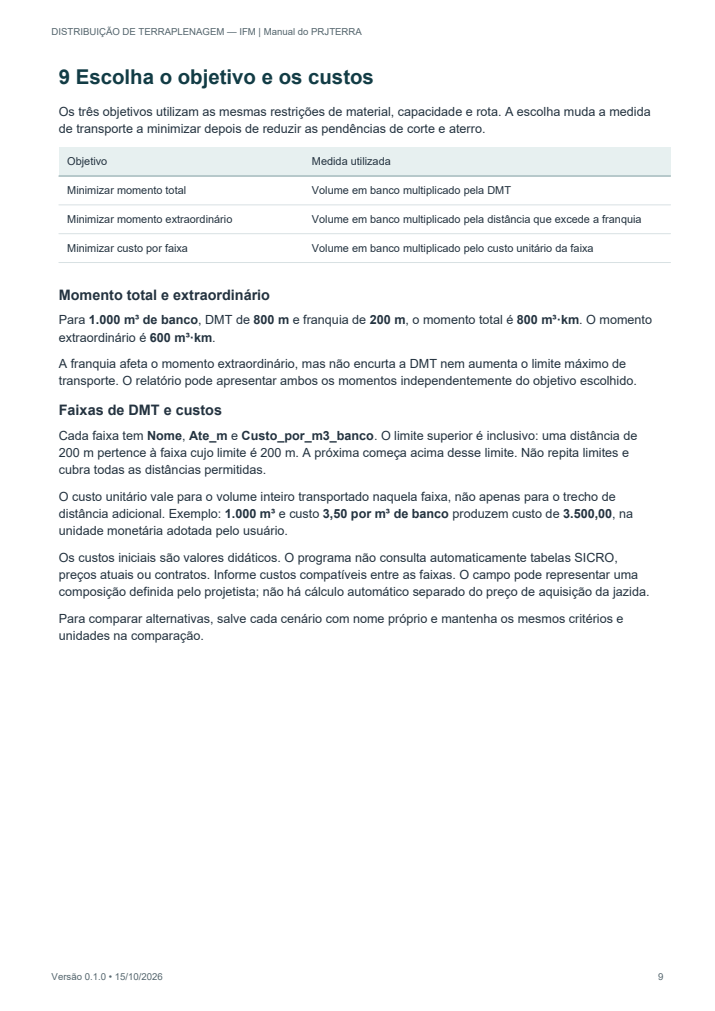 DISTRIBUIÇÃO DE TERRAPLENAGEM — IFM | Manual do PRJTERRA
9 Escolha o objetivo e os custos
Os três objetivos utilizam as mesmas restrições de material, capacidade e rota. A escolha muda a medida
de transporte a minimizar depois de reduzir as pendências de corte e aterro.
Objetivo Medida utilizada
Minimizar momento total Volume em banco multiplicado pela DMT
Minimizar momento extraordinário Volume em banco multiplicado pela distância que excede a franquia
Minimizar custo por faixa Volume em banco multiplicado pelo custo unitário da faixa
Momento total e extraordinário
Para 1.000 m³ de banco, DMT de 800 m e franquia de 200 m, o momento total é 800 m³·km. O momento
extraordinário é 600 m³·km.
A franquia afeta o momento extraordinário, mas não encurta a DMT nem aumenta o limite máximo de
transporte. O relatório pode apresentar ambos os momentos independentemente do objetivo escolhido.
Faixas de DMT e custos
Cada faixa tem Nome, Ate_m e Custo_por_m3_banco. O limite superior é inclusivo: uma distância de
200 m pertence à faixa cujo limite é 200 m. A próxima começa acima desse limite. Não repita limites e
cubra todas as distâncias permitidas.
O custo unitário vale para o volume inteiro transportado naquela faixa, não apenas para o trecho de
distância adicional. Exemplo: 1.000 m³ e custo 3,50 por m³ de banco produzem custo de 3.500,00, na
unidade monetária adotada pelo usuário.
Os custos iniciais são valores didáticos. O programa não consulta automaticamente tabelas SICRO,
preços atuais ou contratos. Informe custos compatíveis entre as faixas. O campo pode representar uma
composição definida pelo projetista; não há cálculo automático separado do preço de aquisição da jazida.
Para comparar alternativas, salve cada cenário com nome próprio e mantenha os mesmos critérios e
unidades na comparação.
Versão 0.1.0 • 15/10/2026 9